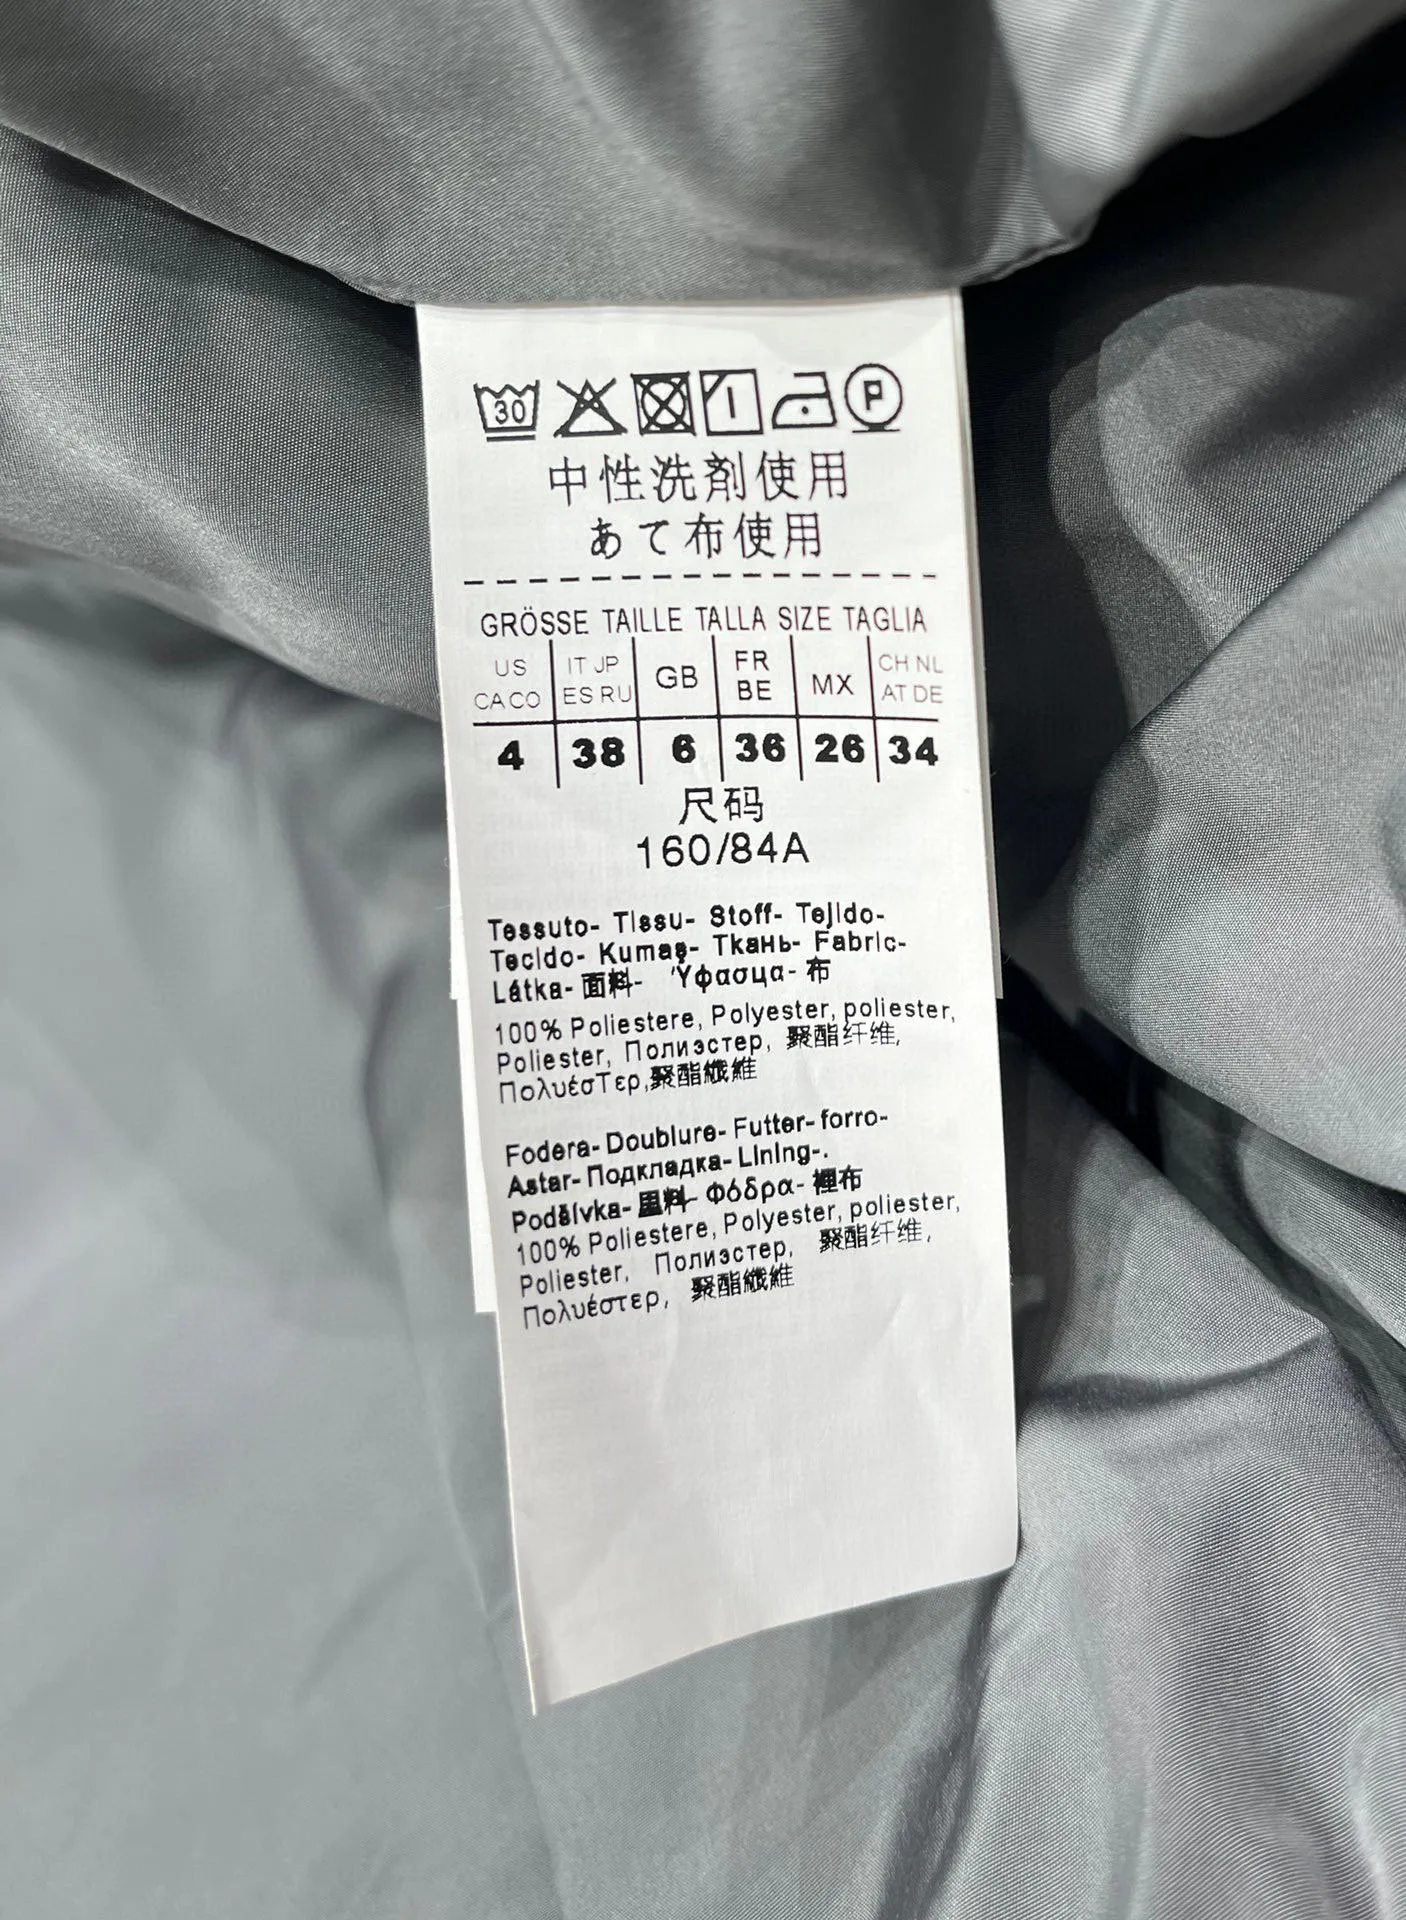 30 P
中性洗剤使用
あて布使用
GRÖSSE TAILLE TALLA SIZE TAGLIA
US CA CO IT JP ES RU GB FR BE MX CH NL AT DE
4 38 6 36 26 34
尺码
160/84A
Tessuto- Tissu- Stoff- Tejido-
Tecido- Kumaş- Ткань- Fabric-
Látka- 面料- Ύφασμα- 布
100% Poliestere, Polyester, poliester,
Poliester, Полиэстер, 聚酯纤维,
ΠολυέσΤερ,聚酯纖維
Fodera- Doublure- Futter- forro-
Astar- Подкладка- Lining-.
Podšívka- 里料- Φόδρα- 裡布
100% Poliestere, Polyester, poliester,
Poliester, Полиэстер, 聚酯纤维,
Πολυέστερ, 聚酯纖維